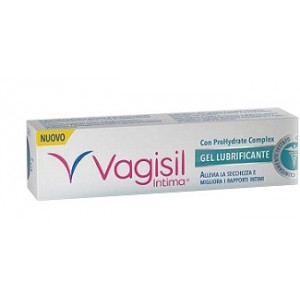 NUOVO
Vagisil
Intima®
Con ProHydrate Complex
GEL LUBRIFICANTE
ALLEVIA LA SECCHEZZA E
MIGLIORA I RAPPORTI INTIMI